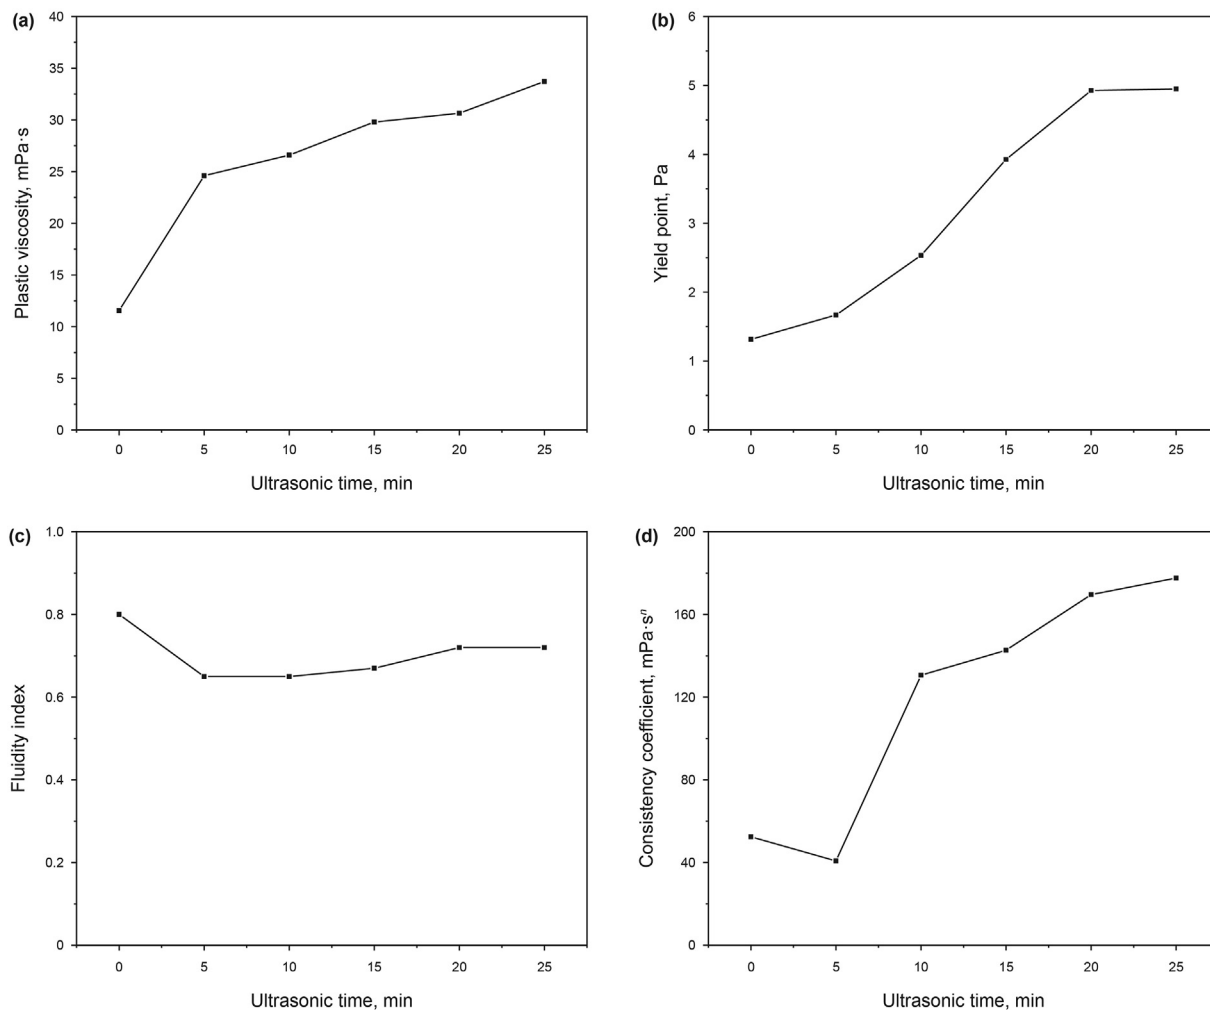 (a)
40
35
30
25
20
15
10
5
0
Plastic viscosity, mPa·s
0 5 10 15 20 25
Ultrasonic time, min
(b)
6
5
4
3
2
1
0
Yield point, Pa
0 5 10 15 20 25
Ultrasonic time, min
(c)
1.0
0.8
0.6
0.4
0.2
0
Fluidity index
0 5 10 15 20 25
Ultrasonic time, min
(d)
200
160
120
80
40
0
Consistency coefficient, mPa·sⁿ
0 5 10 15 20 25
Ultrasonic time, min